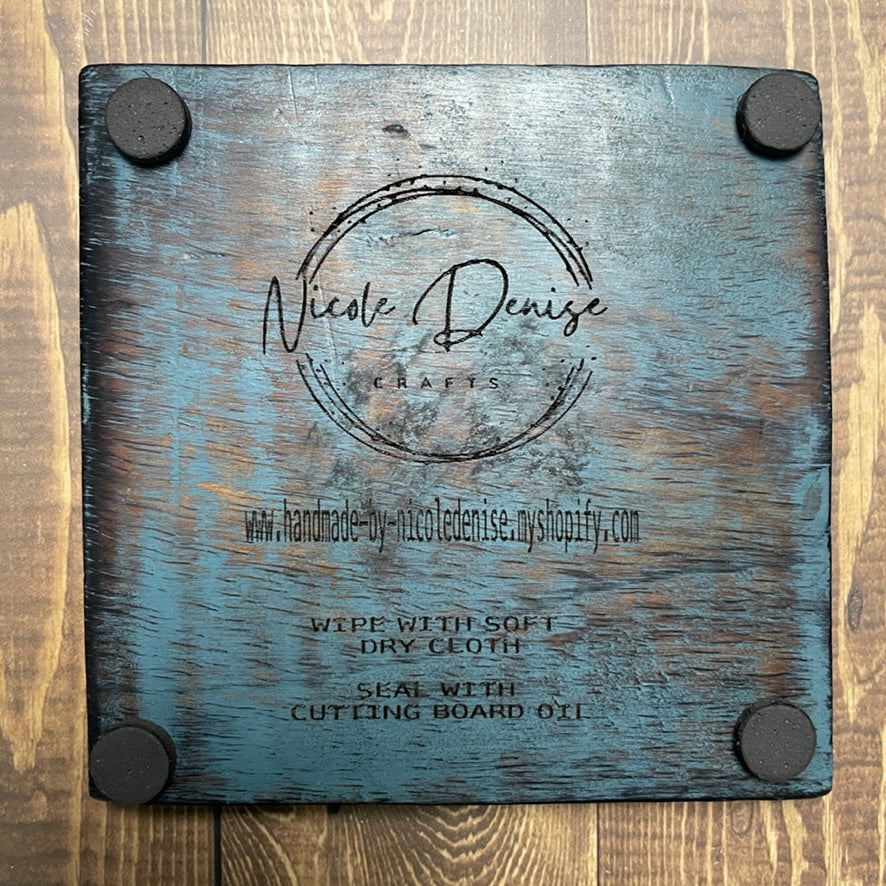 Nicole Denise
CRAFTS
www.handmade-by-nicoledenise.myshopify.com
WIPE WITH SOFT
DRY CLOTH
SEAL WITH
CUTTING BOARD OIL